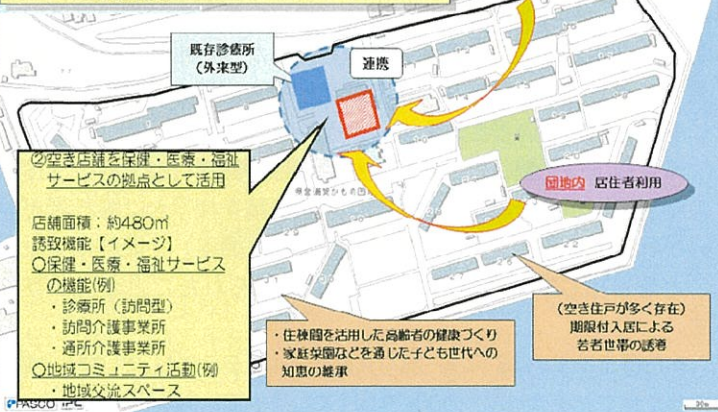 既存診療所
(外来型)
連携
②空き店舗を保健・医療・福祉
サービスの拠点として活用
店舗面積：約480㎡
誘致機能【イメージ】
○保健・医療・福祉サービス
の機能(例)
・診療所（訪問型）
・訪問介護事業所
・通所介護事業所
○地域コミュニティ活動(例)
・地域交流スペース
団地内 居住者利用
・住棟間を活用した高齢者の健康づくり
・家庭菜園などを通じた子ども世代への
知恵の継承
(空き住戸が多く存在)
期限付入居による
若者世帯の誘導
PASCO